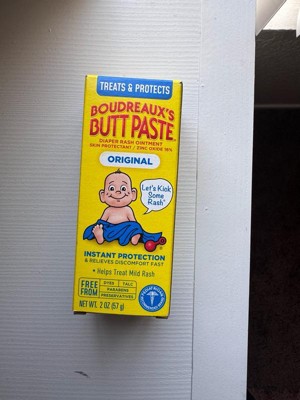 TREATS & PROTECTS
BOUDREAUX'S
BUTT PASTE
DIAPER RASH OINTMENT
SKIN PROTECTANT / ZINC OXIDE 16%
ORIGINAL
Let's Kick
Some
Rash
INSTANT PROTECTION
& RELIEVES DISCOMFORT FAST
• Helps Treat Mild Rash
FREE FROM
DYES TALC
PARABENS
PRESERVATIVES
NET WT. 2 OZ (57 g)